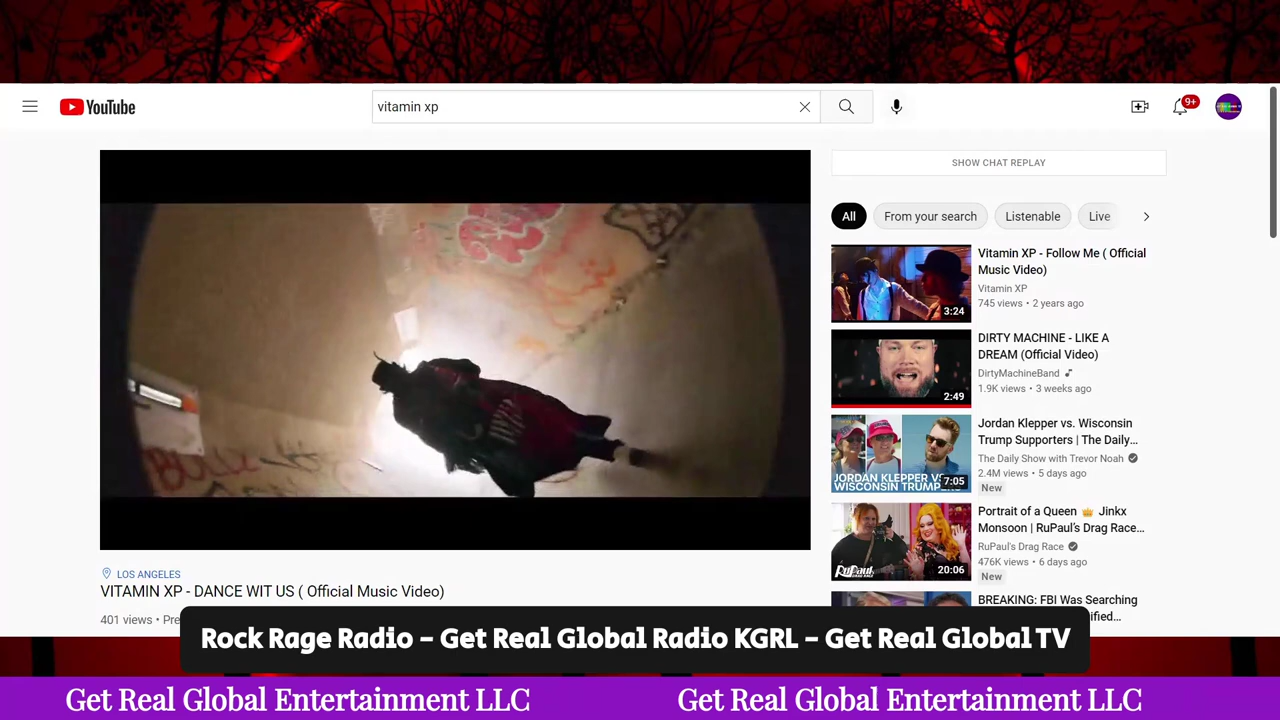 YouTube
vitamin xp
9+
SHOW CHAT REPLAY
All
From your search
Listenable
Live
Vitamin XP - Follow Me ( Official
Music Video)
Vitamin XP
745 views • 2 years ago
3:24
DIRTY MACHINE - LIKE A
DREAM (Official Video)
DirtyMachineBand
1.9K views • 3 weeks ago
2:49
Jordan Klepper vs. Wisconsin
Trump Supporters | The Daily...
The Daily Show with Trevor Noah
2.4M views • 5 days ago
New
JORDAN KLEPPER VS
WISCONSIN TRUMP
7:05
Portrait of a Queen 👑 Jinkx
Monsoon | RuPaul's Drag Race...
RuPaul's Drag Race
476K views • 6 days ago
New
RuPaul
20:06
BREAKING: FBI Was Searching
ified...
LOS ANGELES
VITAMIN XP - DANCE WIT US ( Official Music Video)
401 views • Pre
Rock Rage Radio – Get Real Global Radio KGRL – Get Real Global TV
Get Real Global Entertainment LLC
Get Real Global Entertainment LLC